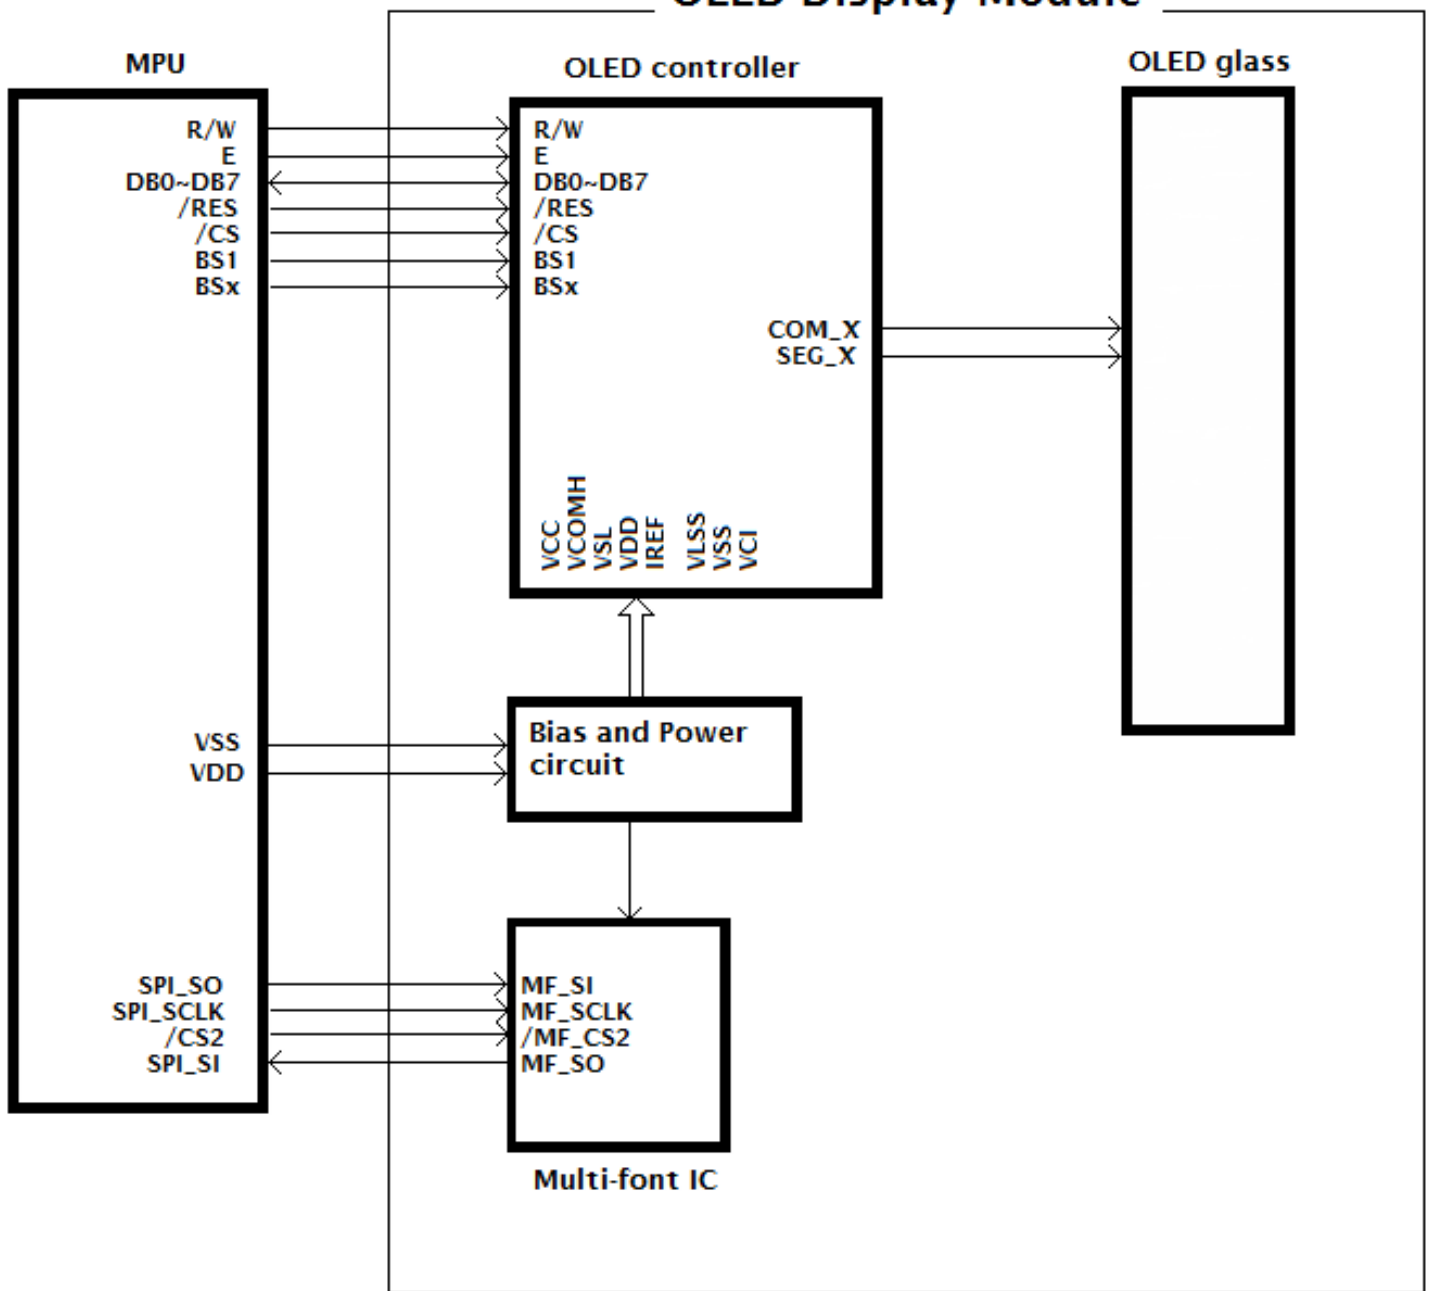 OLED Display Module
MPU
OLED controller
OLED glass
R/W
E
DB0~DB7
/RES
/CS
BS1
BSx
R/W
E
DB0~DB7
/RES
/CS
BS1
BSx
COM_X
SEG_X
VCC
VCOMH
VSL
VDD
IREF
VLSS
VSS
VCI
VSS
VDD
Bias and Power
circuit
SPI_SO
SPI_SCLK
/CS2
SPI_SI
MF_SI
MF_SCLK
/MF_CS2
MF_SO
Multi-font IC